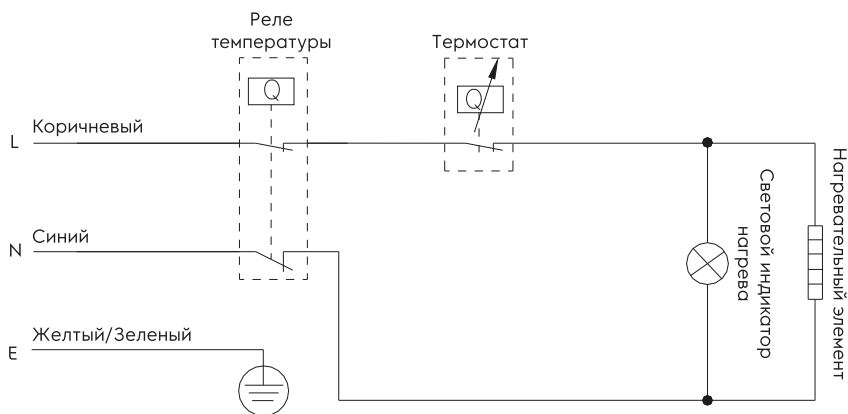 Реле
температуры
Термостат
Q
Q
L
Коричневый
N
Синий
E
Желтый/Зеленый
Световой индикатор
нагрева
Нагревательный элемент